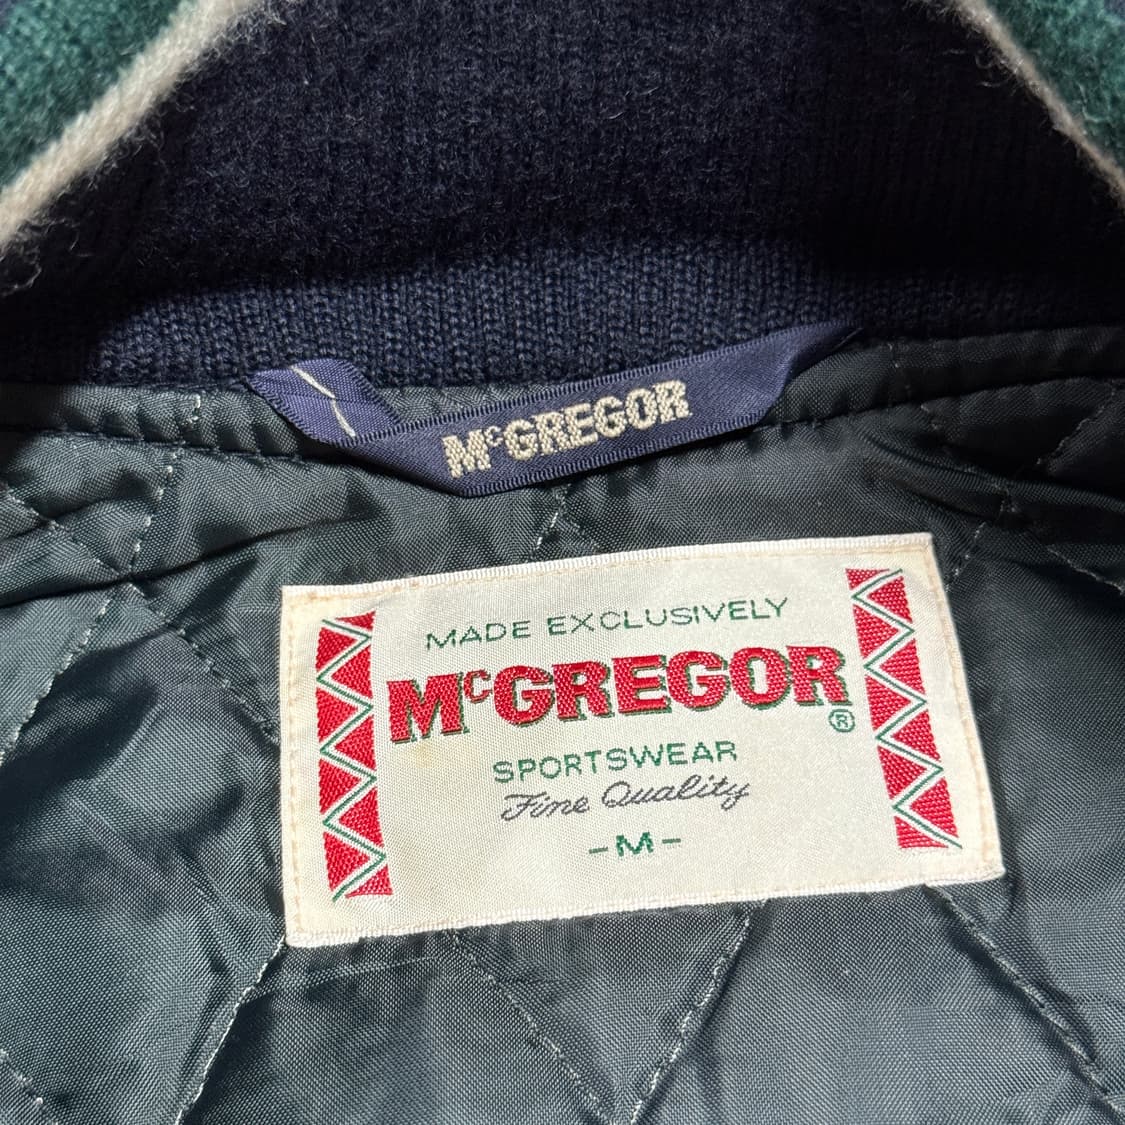 McGREGOR
MADE EXCLUSIVELY
McGREGOR®
SPORTSWEAR
Fine Quality
-M-